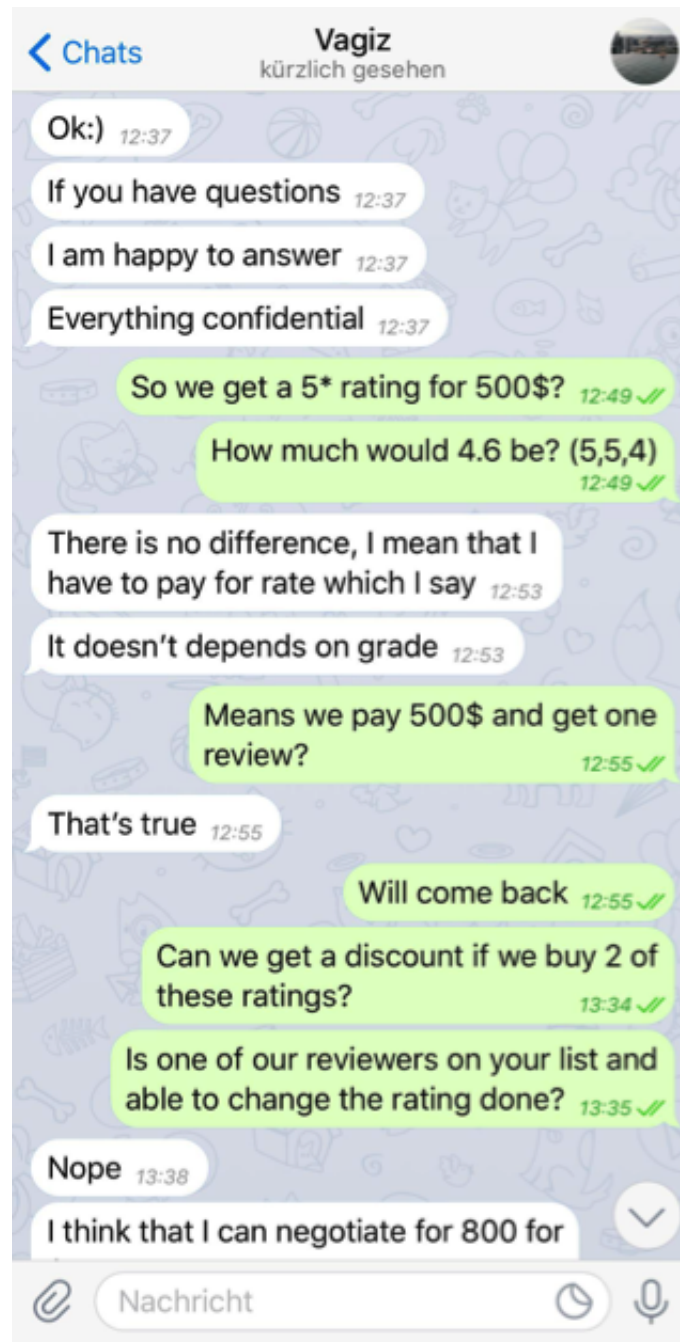 Chats
Vagiz
kürzlich gesehen
Ok:) 12:37
If you have questions 12:37
I am happy to answer 12:37
Everything confidential 12:37
So we get a 5* rating for 500$? 12:49
How much would 4.6 be? (5,5,4)
12:49
There is no difference, I mean that I
have to pay for rate which I say 12:53
It doesn't depends on grade 12:53
Means we pay 500$ and get one
review? 12:55
That's true 12:55
Will come back 12:55
Can we get a discount if we buy 2 of
these ratings? 13:34
Is one of our reviewers on your list and
able to change the rating done? 13:35
Nope 13:38
I think that I can negotiate for 800 for
Nachricht